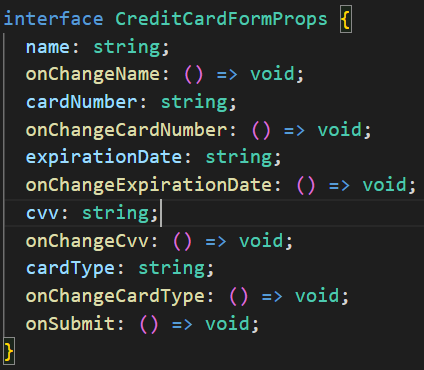 interface CreditCardFormProps {
  name: string;
  onChangeName: () => void;
  cardNumber: string;
  onChangeCardNumber: () => void;
  expirationDate: string;
  onChangeExpirationDate: () => void;
  cvv: string;
  onChangeCvv: () => void;
  cardType: string;
  onChangeCardType: () => void;
  onSubmit: () => void;
}